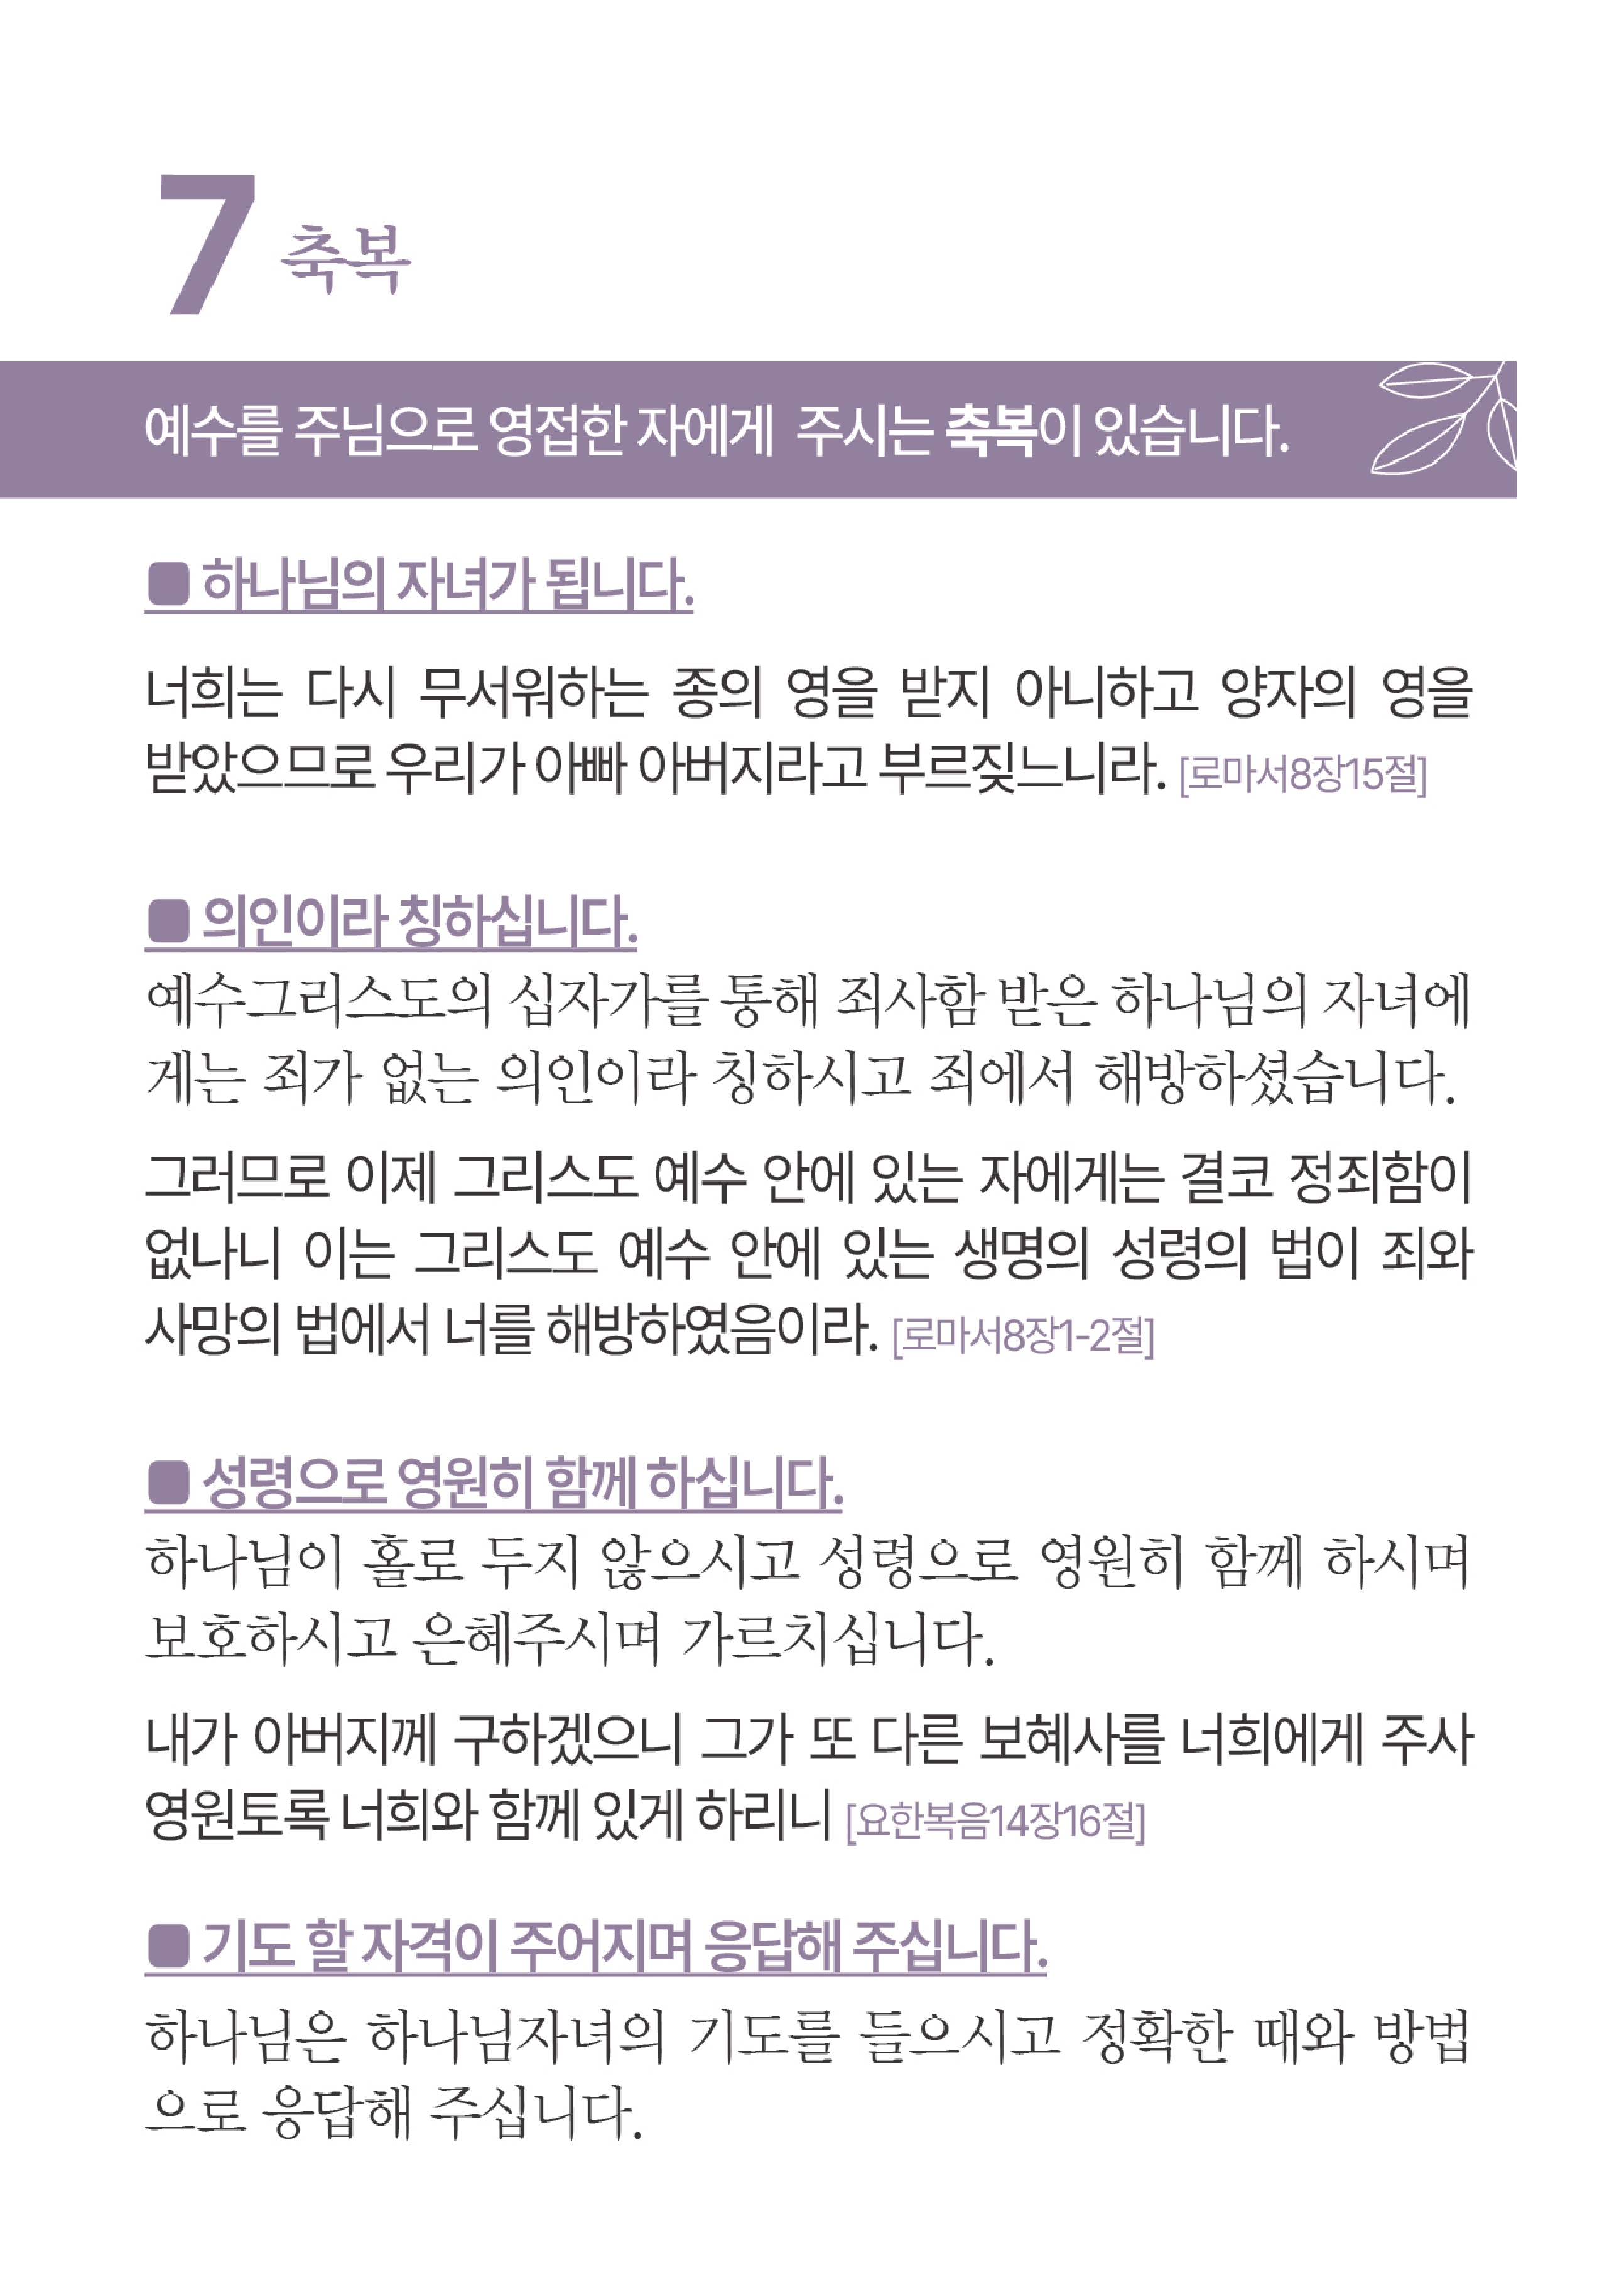 7 축복
예수를 주님으로 영접한 자에게 주시는 축복이 있습니다.
■ 하나님의 자녀가 됩니다.
너희는 다시 무서워하는 종의 영을 받지 아니하고 양자의 영을
받았으므로 우리가 아빠 아버지라고 부르짖느니라. [로마서8장15절]
■ 의인이라 칭하십니다.
예수그리스도의 십자가를 통해 죄사함 받은 하나님의 자녀에
게는 죄가 없는 의인이라 칭하시고 죄에서 해방하셨습니다.
그러므로 이제 그리스도 예수 안에 있는 자에게는 결코 정죄함이
없나니 이는 그리스도 예수 안에 있는 생명의 성령의 법이 죄와
사망의 법에서 너를 해방하였음이라. [로마서8장1-2절]
■ 성령으로 영원히 함께 하십니다.
하나님이 홀로 두지 않으시고 성령으로 영원히 함께 하시며
보호하시고 은혜주시며 가르치십니다.
내가 아버지께 구하겠으니 그가 또 다른 보혜사를 너희에게 주사
영원토록 너희와 함께 있게 하리니 [요한복음14장16절]
■ 기도 할 자격이 주어지며 응답해 주십니다.
하나님은 하나님자녀의 기도를 들으시고 정확한 때와 방법
으로 응답해 주십니다.